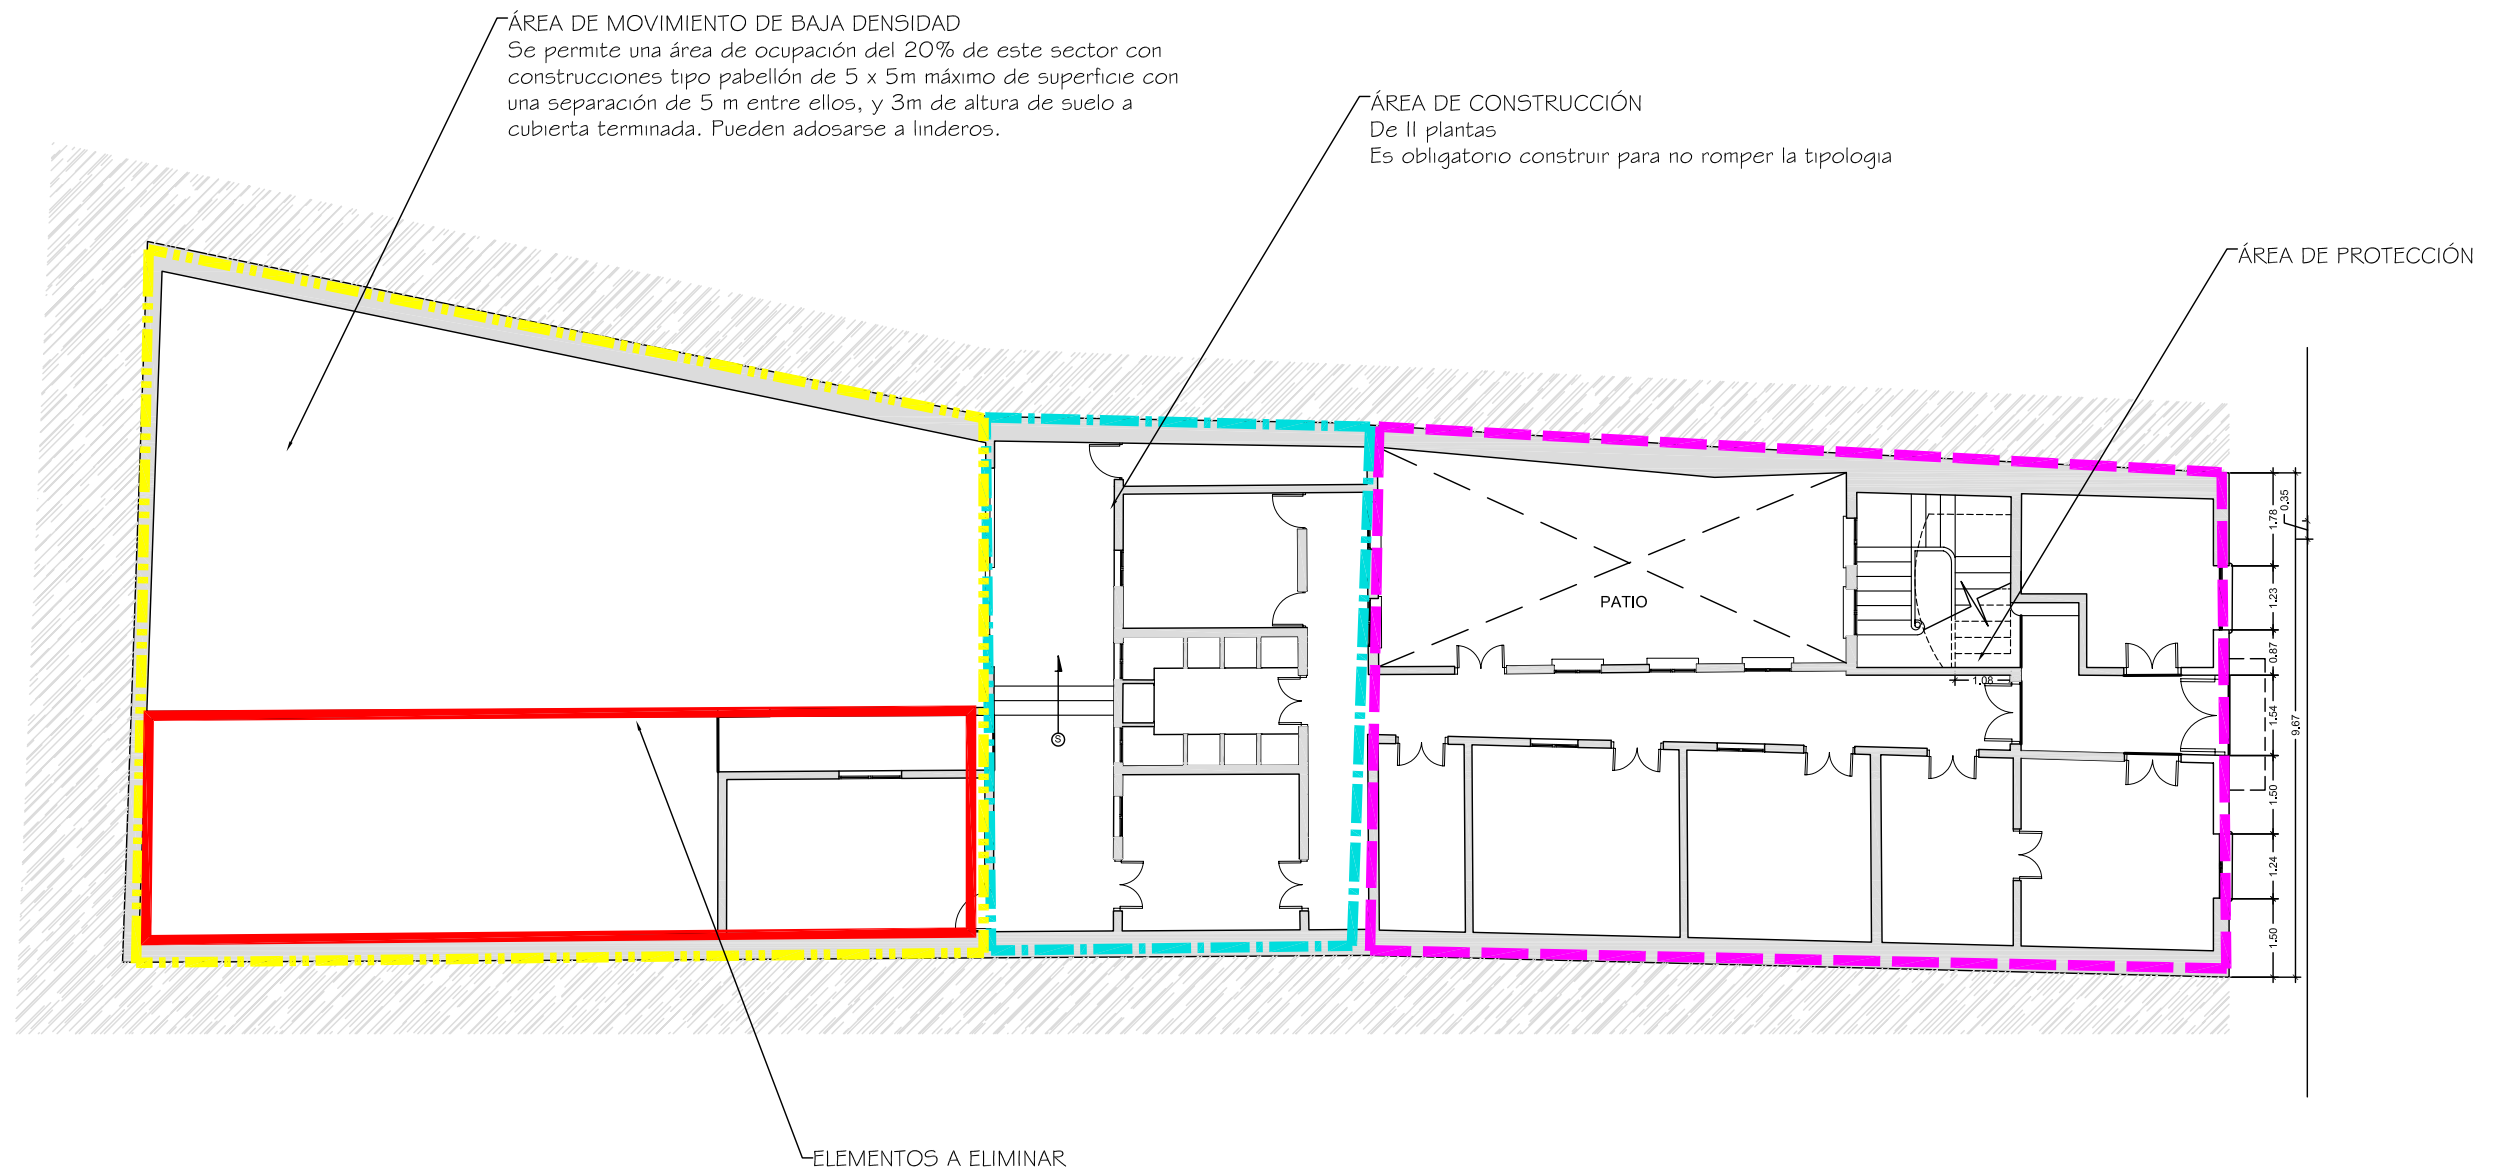 ÁREA DE MOVIMIENTO DE BAJA DENSIDAD
Se permite una área de ocupación del 20% de este sector con
construcciones tipo pabellón de 5 x 5m máximo de superficie con
una separación de 5 m entre ellos, y 3m de altura de suelo a
cubierta terminada. Pueden adosarse a linderos.
ÁREA DE CONSTRUCCIÓN
De II plantas
Es obligatorio construir para no romper la tipologia
ÁREA DE PROTECCIÓN
PATIO
S
1.08
0.35
1.78
1.23
0.87
1.54
9.67
1.50
1.24
1.50
ELEMENTOS A ELIMINAR